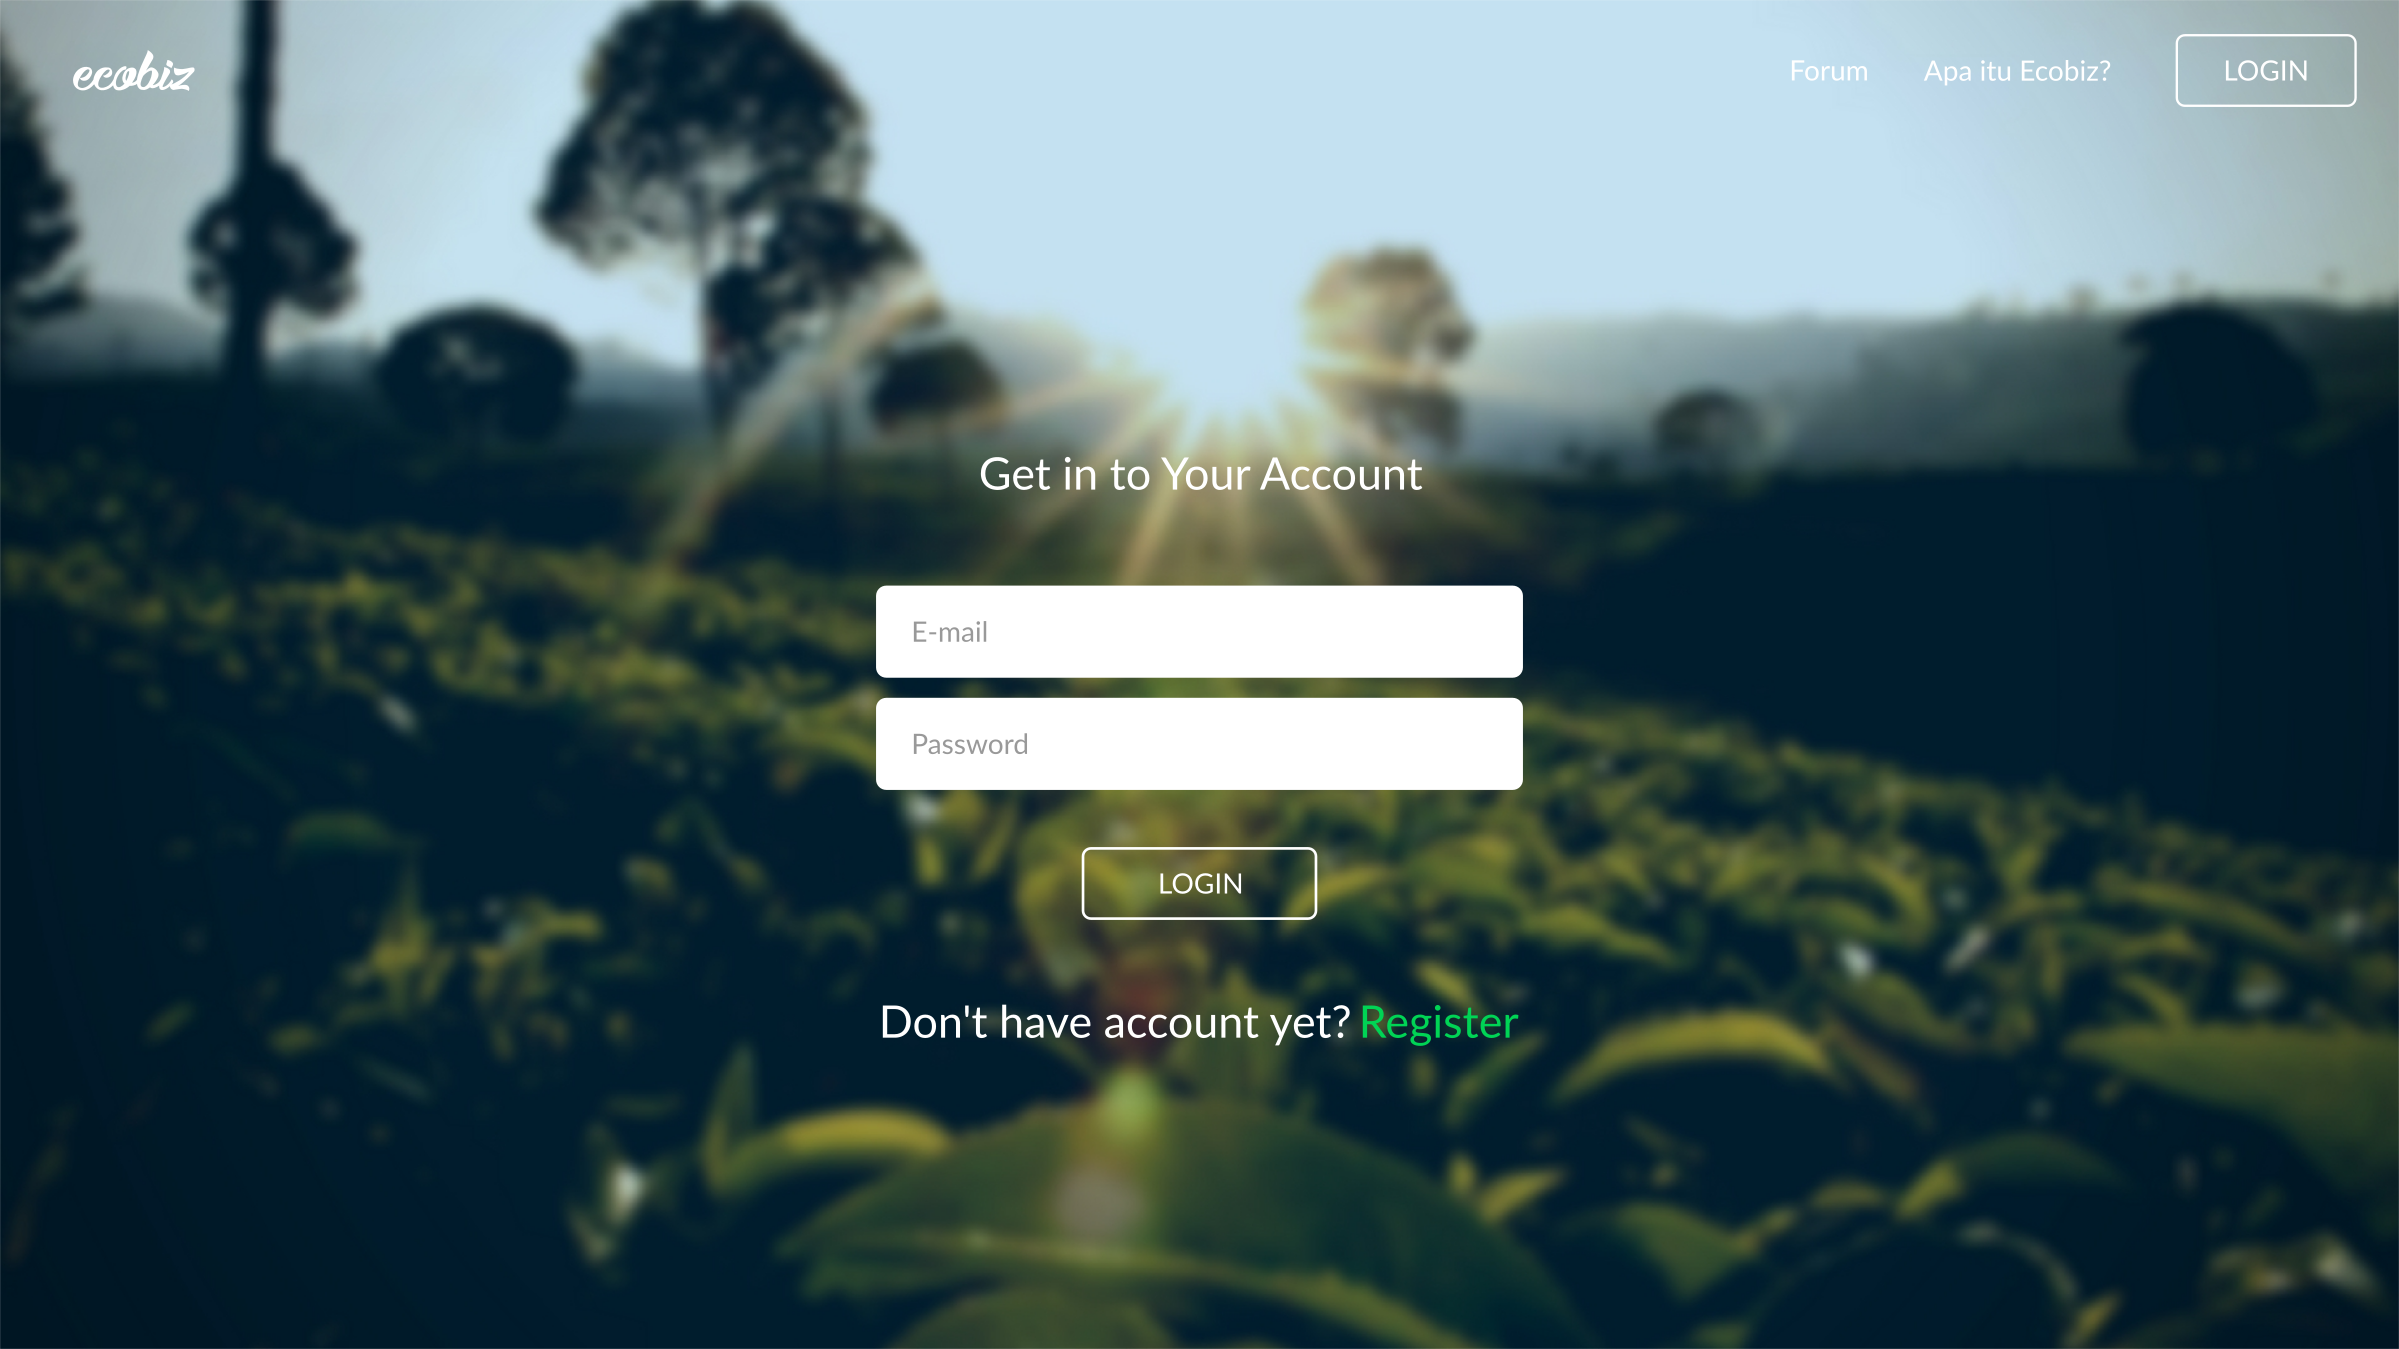 ecobiz
Forum
Apa itu Ecobiz?
LOGIN
Get in to Your Account
E-mail
Password
LOGIN
Don't have account yet? Register